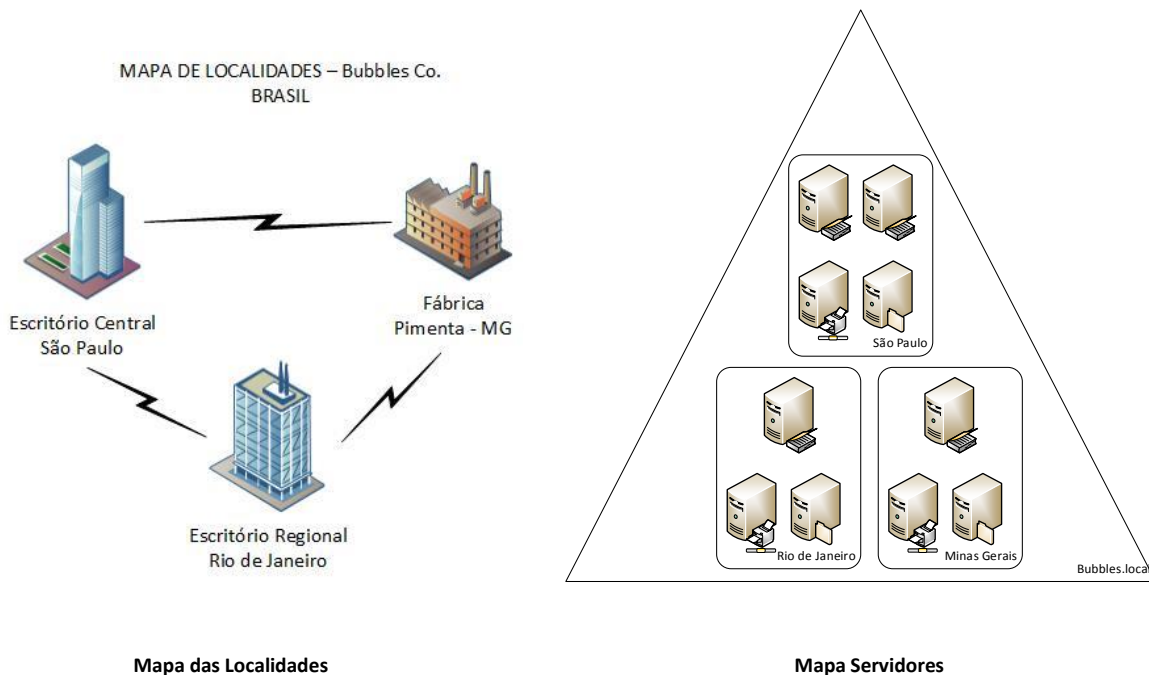 MAPA DE LOCALIDADES – Bubbles Co.
BRASIL
Escritório Central
São Paulo
Fábrica
Pimenta - MG
Escritório Regional
Rio de Janeiro
São Paulo
Rio de Janeiro
Minas Gerais
Bubbles.local
Mapa das Localidades
Mapa Servidores